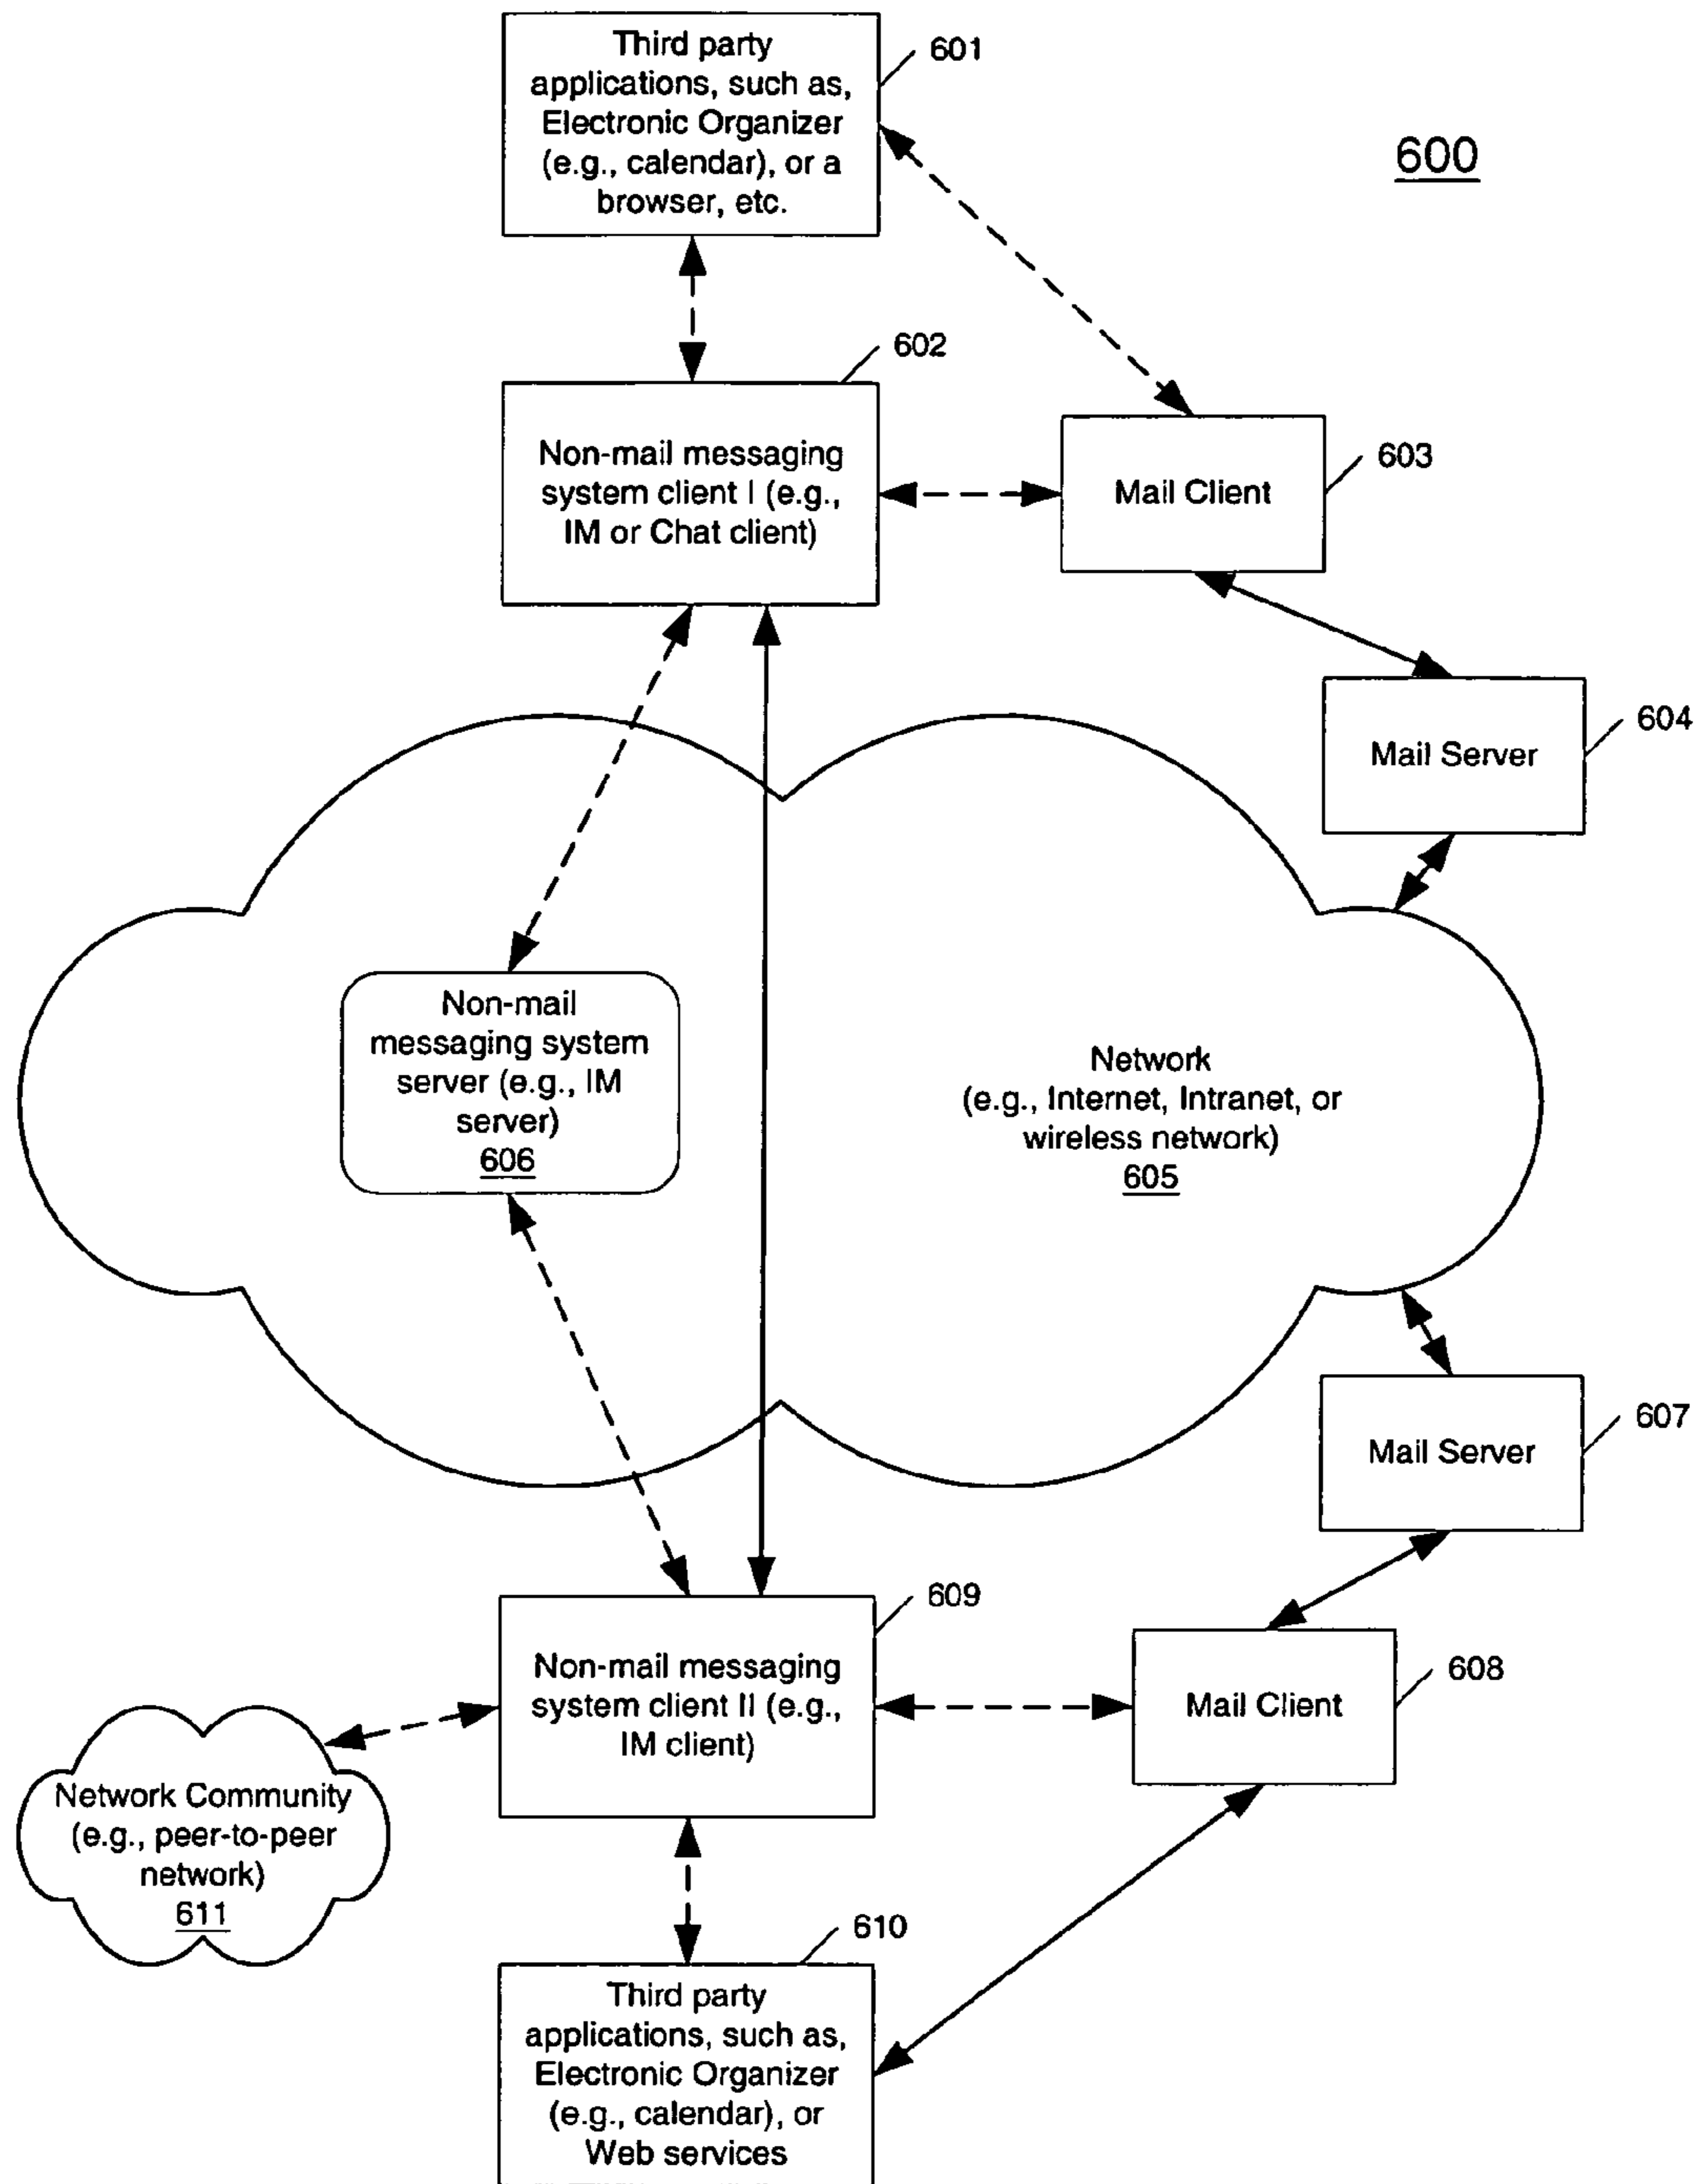 Third party
applications, such as,
Electronic Organizer
(e.g., calendar), or a
browser, etc.
601
600
602
Non-mail messaging
system client I (e.g.,
IM or Chat client)
Mail Client
603
Mail Server
604
Non-mail
messaging system
server (e.g., IM
server)
606
Network
(e.g., Internet, Intranet, or
wireless network)
605
Mail Server
607
609
Non-mail messaging
system client II (e.g.,
IM client)
Mail Client
608
Network Community
(e.g., peer-to-peer
network)
611
610
Third party
applications, such as,
Electronic Organizer
(e.g., calendar), or
Web services